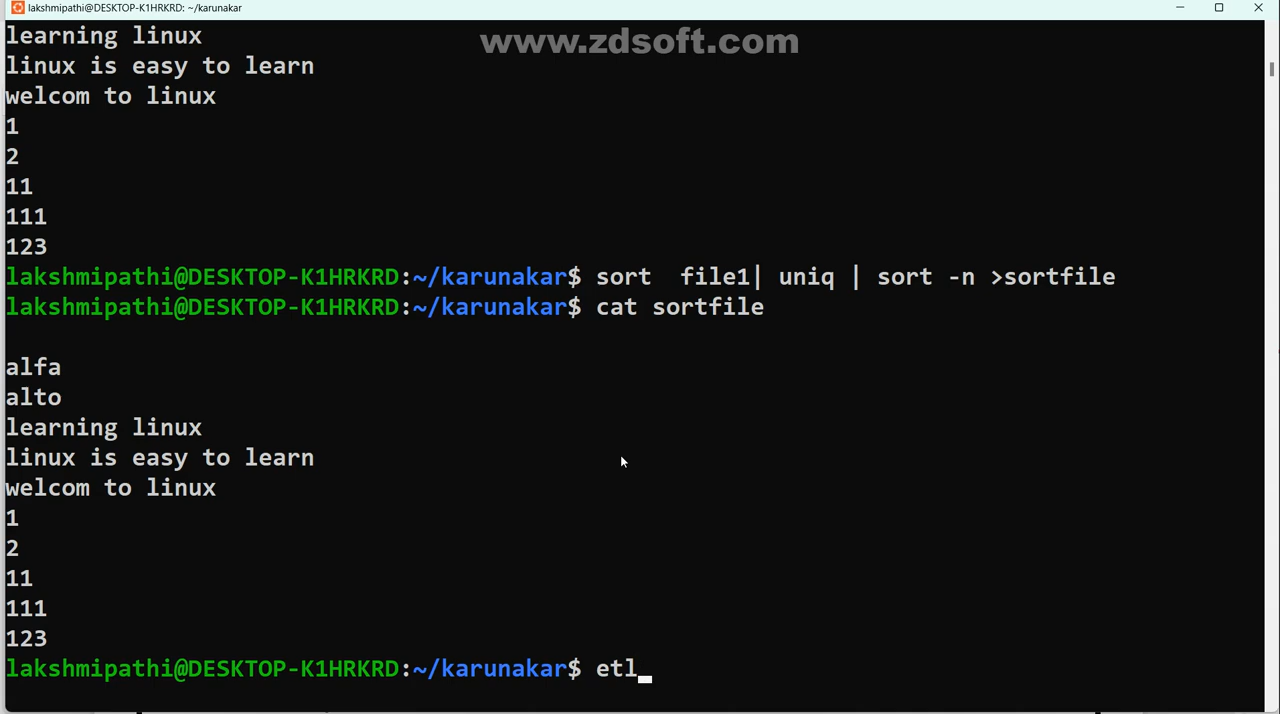 lakshmipathi@DESKTOP-K1HRKRD: ~/karunakar
www.zdsoft.com
learning linux
linux is easy to learn
welcom to linux
1
2
11
111
123
lakshmipathi@DESKTOP-K1HRKRD:~/karunakar$ sort  file1| uniq | sort -n >sortfile
lakshmipathi@DESKTOP-K1HRKRD:~/karunakar$ cat sortfile
alfa
alto
learning linux
linux is easy to learn
welcom to linux
1
2
11
111
123
lakshmipathi@DESKTOP-K1HRKRD:~/karunakar$ etl